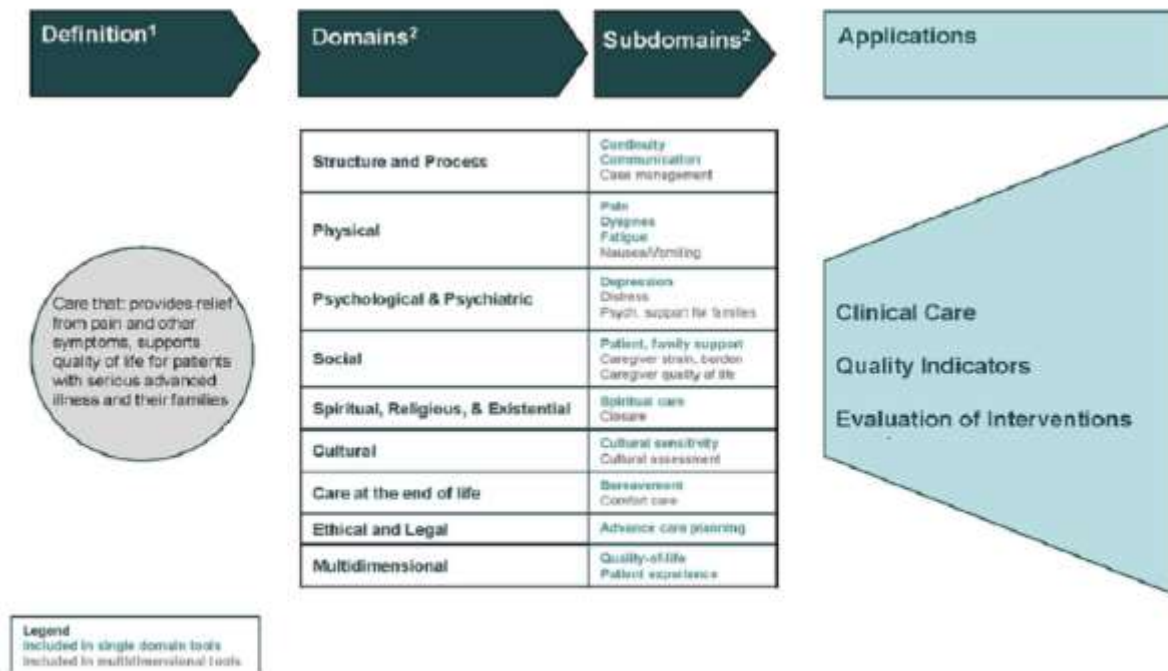 Definition¹
Domains²
Subdomains²
Applications
Care that: provides relief
from pain and other
symptoms, supports
quality of life for patients
with serious advanced
illness and their families
Structure and Process
Continuity
Communication
Case management
Physical
Pain
Dyspnea
Fatigue
Nausea/Vomiting
Psychological & Psychiatric
Depression
Distress
Psych. support for families
Social
Patient, family support
Caregiver strain, burden
Caregiver quality of life
Spiritual, Religious, & Existential
Spiritual care
Closure
Cultural
Cultural sensitivity
Cultural assessment
Care at the end of life
Bereavement
Comfort care
Ethical and Legal
Advance care planning
Multidimensional
Quality-of-life
Patient experience
Clinical Care
Quality Indicators
Evaluation of Interventions
Legend
Included in single domain tools
Included in multidimensional tools